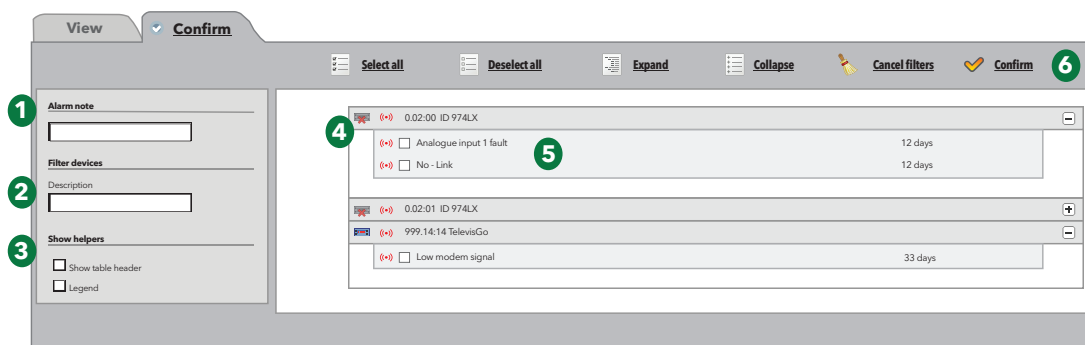 View
Confirm
Select all
Deselect all
Expand
Collapse
Cancel filters
Confirm
6
1
Alarm note
Filter devices
2
Description
3
Show helpers
Show table header
Legend
4
0.02:00 ID 974LX
Analogue input 1 fault 12 days
5
No - Link 12 days
0.02:01 ID 974LX
999.14:14 TelevisGo
Low modem signal 33 days